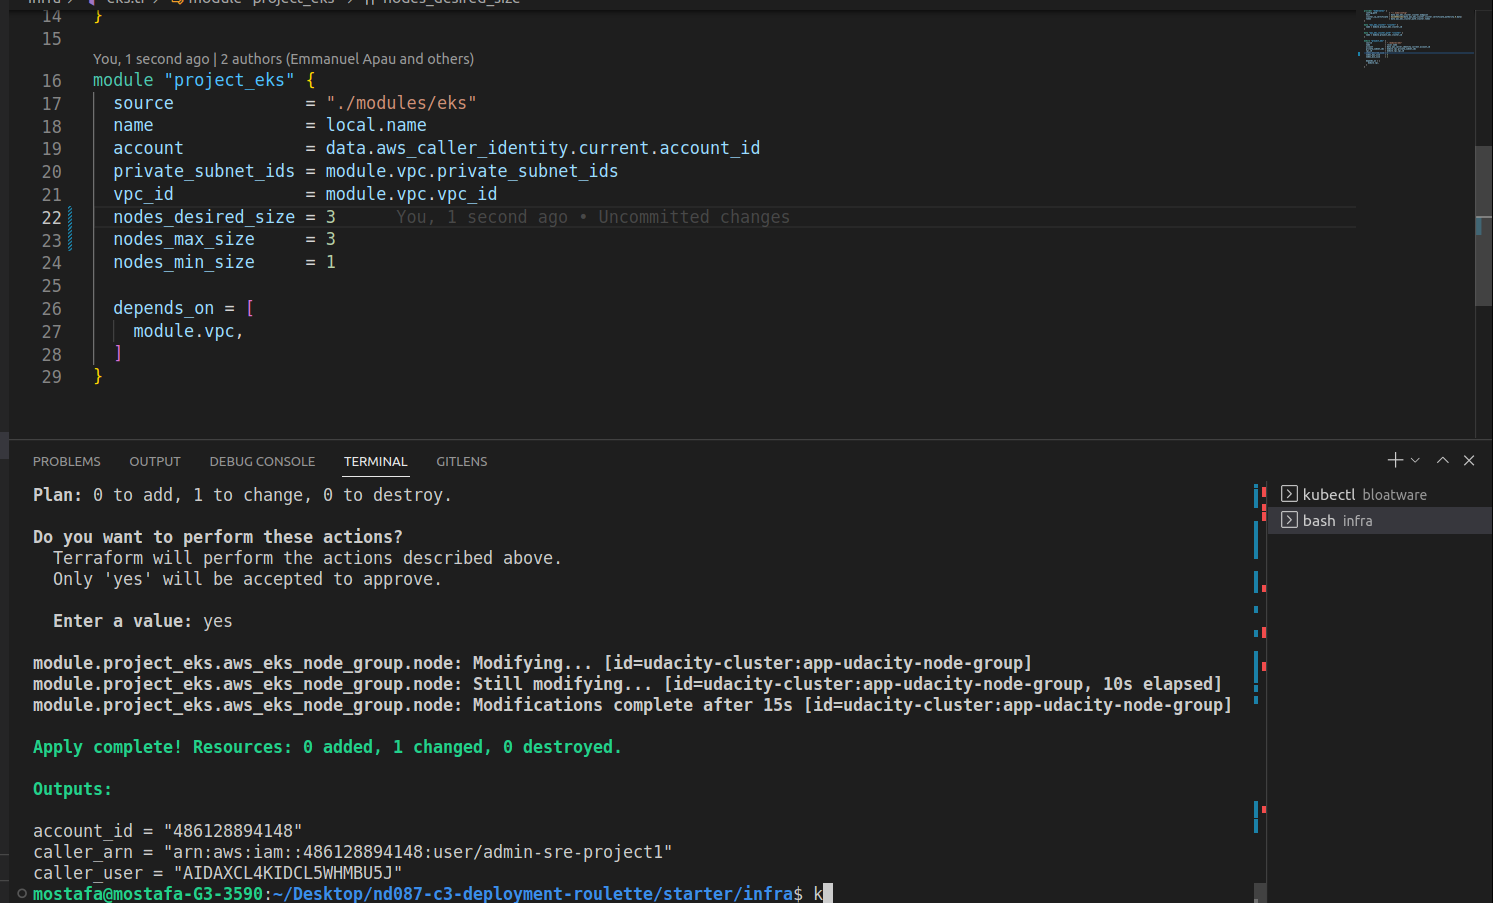 infra > eks.tf > module "project_eks" > nodes_desired_size
14 }
15
You, 1 second ago | 2 authors (Emmanuel Apau and others)
16 module "project_eks" {
17 source = "./modules/eks"
18 name = local.name
19 account = data.aws_caller_identity.current.account_id
20 private_subnet_ids = module.vpc.private_subnet_ids
21 vpc_id = module.vpc.vpc_id
22 nodes_desired_size = 3 You, 1 second ago • Uncommitted changes
23 nodes_max_size = 3
24 nodes_min_size = 1
25
26 depends_on = [
27 module.vpc,
28 ]
29 }
PROBLEMS OUTPUT DEBUG CONSOLE TERMINAL GITLENS
Plan: 0 to add, 1 to change, 0 to destroy.
Do you want to perform these actions?
Terraform will perform the actions described above.
Only 'yes' will be accepted to approve.
Enter a value: yes
module.project_eks.aws_eks_node_group.node: Modifying... [id=udacity-cluster:app-udacity-node-group]
module.project_eks.aws_eks_node_group.node: Still modifying... [id=udacity-cluster:app-udacity-node-group, 10s elapsed]
module.project_eks.aws_eks_node_group.node: Modifications complete after 15s [id=udacity-cluster:app-udacity-node-group]
Apply complete! Resources: 0 added, 1 changed, 0 destroyed.
Outputs:
account_id = "486128894148"
caller_arn = "arn:aws:iam::486128894148:user/admin-sre-project1"
caller_user = "AIDAXCL4KIDCL5WHMBU5J"
mostafa@mostafa-G3-3590:~/Desktop/nd087-c3-deployment-roulette/starter/infra$ k
kubectl bloatware
bash infra